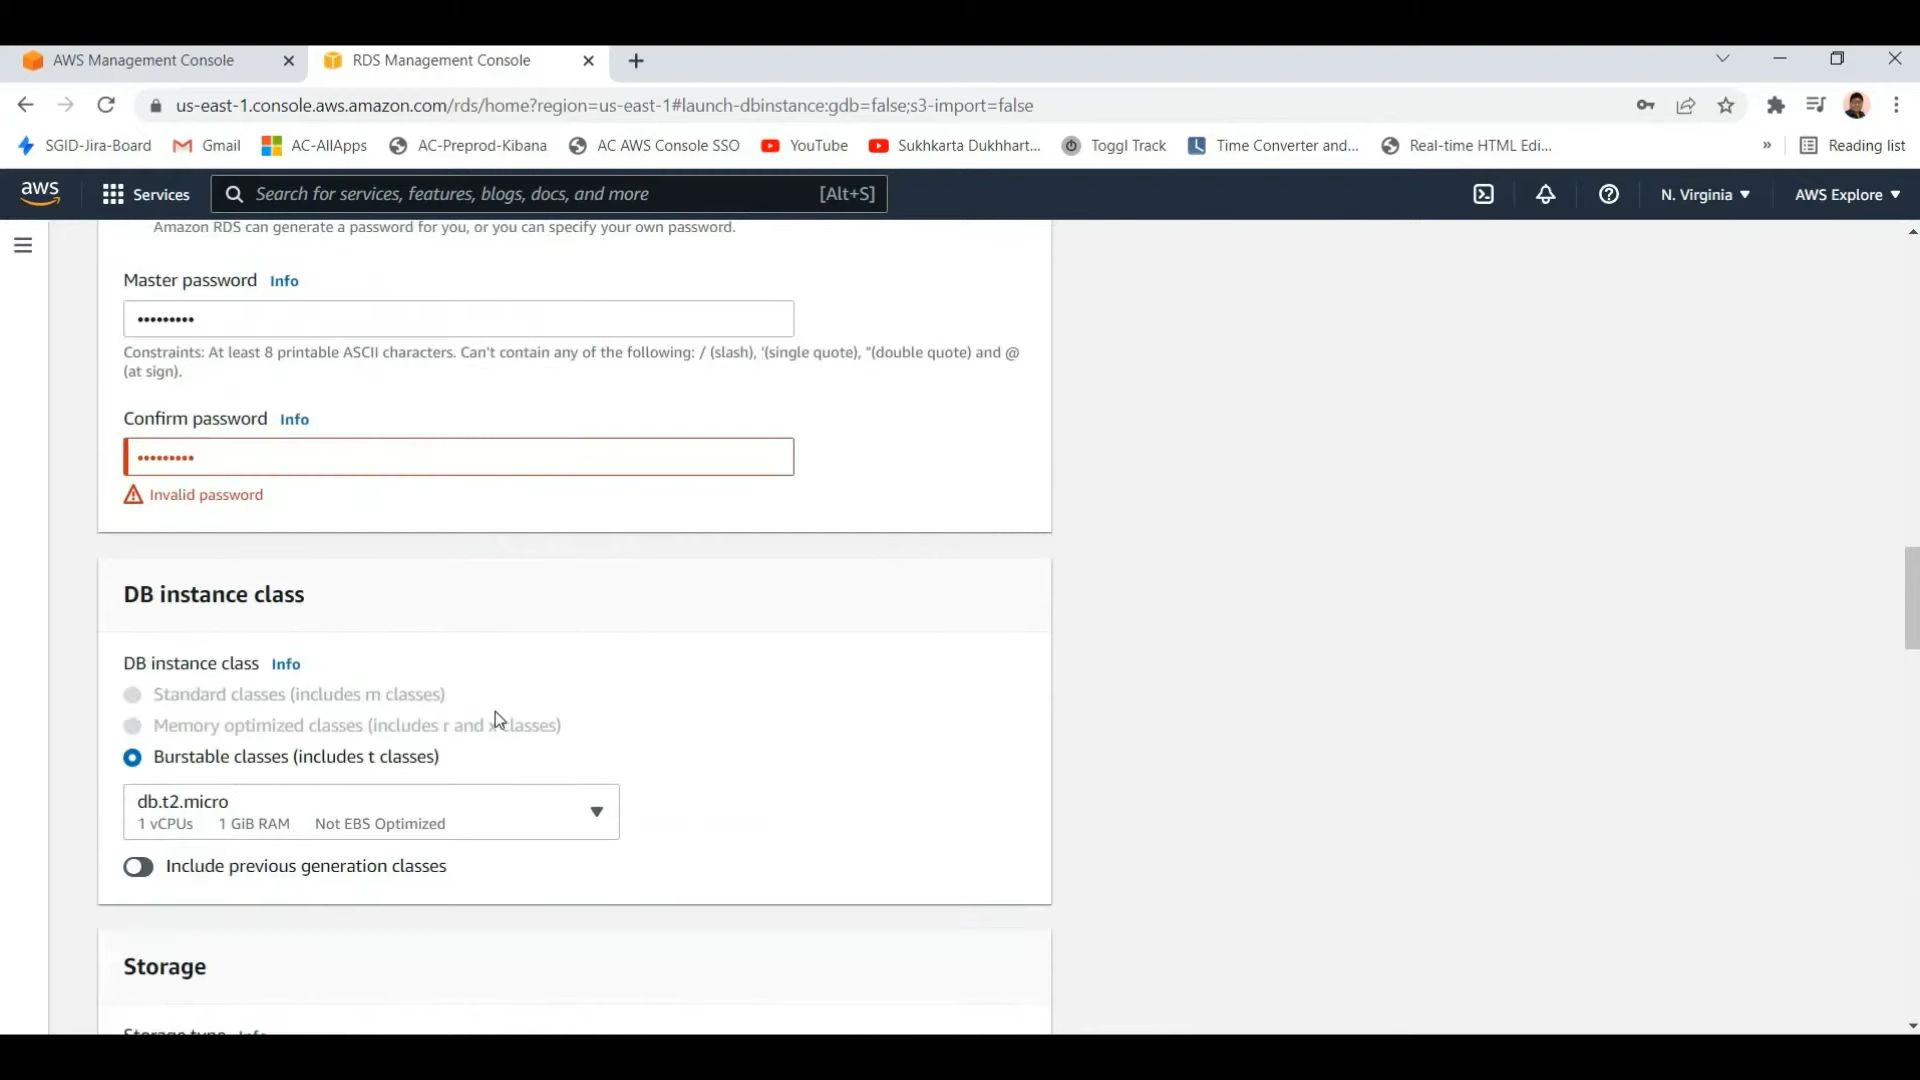 AWS Management Console
RDS Management Console
us-east-1.console.aws.amazon.com/rds/home?region=us-east-1#launch-dbinstance:gdb=false;s3-import=false
SGID-Jira-Board
Gmail
AC-AllApps
AC-Preprod-Kibana
AC AWS Console SSO
YouTube
Sukhkarta Dukhhart...
Toggl Track
Time Converter and...
Real-time HTML Edi...
»
Reading list
aws
Services
Search for services, features, blogs, docs, and more
[Alt+S]
N. Virginia
AWS Explore
Amazon RDS can generate a password for you, or you can specify your own password.
Master password Info
•••••••••
Constraints: At least 8 printable ASCII characters. Can't contain any of the following: / (slash), '(single quote), "(double quote) and @
(at sign).
Confirm password Info
•••••••••
Invalid password
DB instance class
DB instance class Info
Standard classes (includes m classes)
Memory optimized classes (includes r and x classes)
Burstable classes (includes t classes)
db.t2.micro
1 vCPUs 1 GiB RAM Not EBS Optimized
Include previous generation classes
Storage
Storage type Info